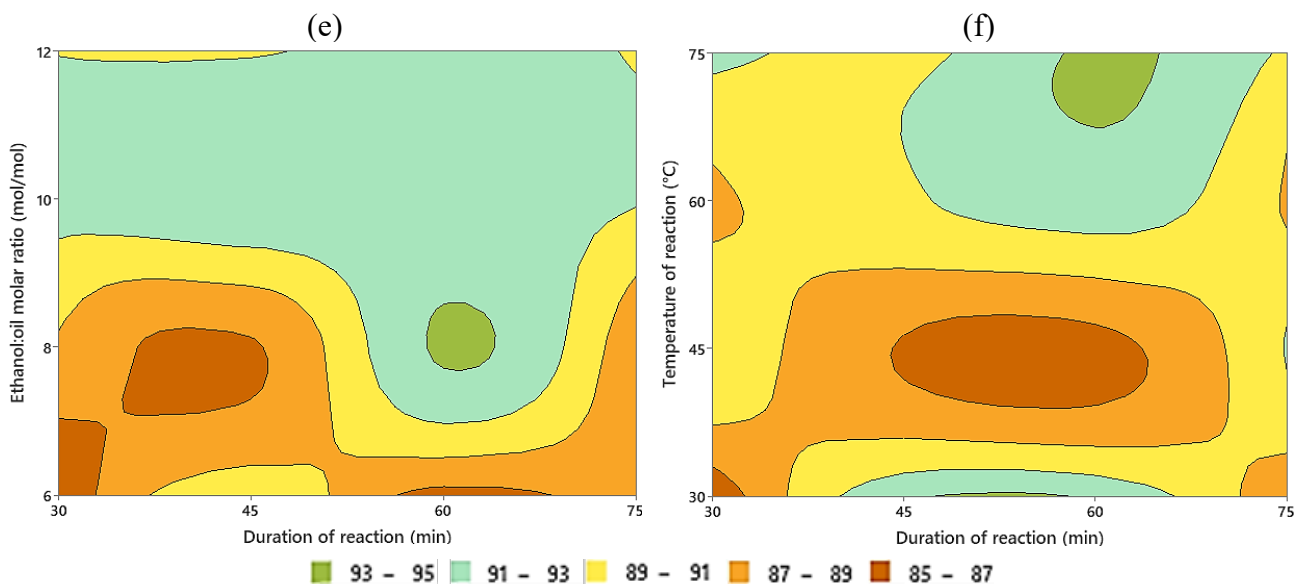 (e)
Ethanol:oil molar ratio (mol/mol)
12
10
8
6
30 45 60 75
Duration of reaction (min)
(f)
Temperature of reaction (°C)
75
60
45
30
30 45 60 75
Duration of reaction (min)
93 – 95 91 – 93 89 – 91 87 – 89 85 – 87